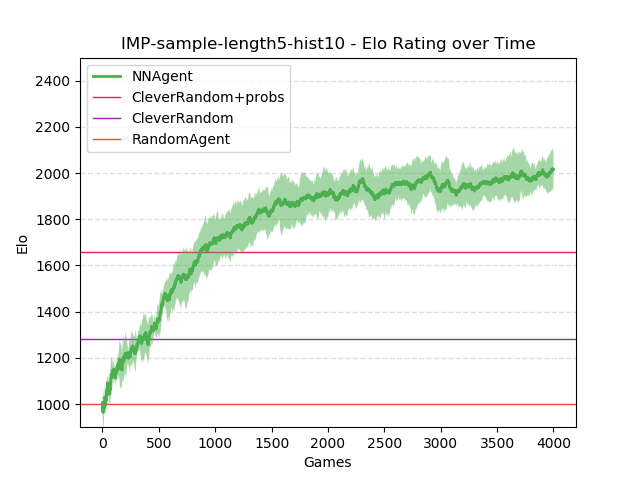 IMP-sample-length5-hist10 - Elo Rating over Time
NNAgent
CleverRandom+probs
CleverRandom
RandomAgent
Elo
2400
2200
2000
1800
1600
1400
1200
1000
0 500 1000 1500 2000 2500 3000 3500 4000
Games